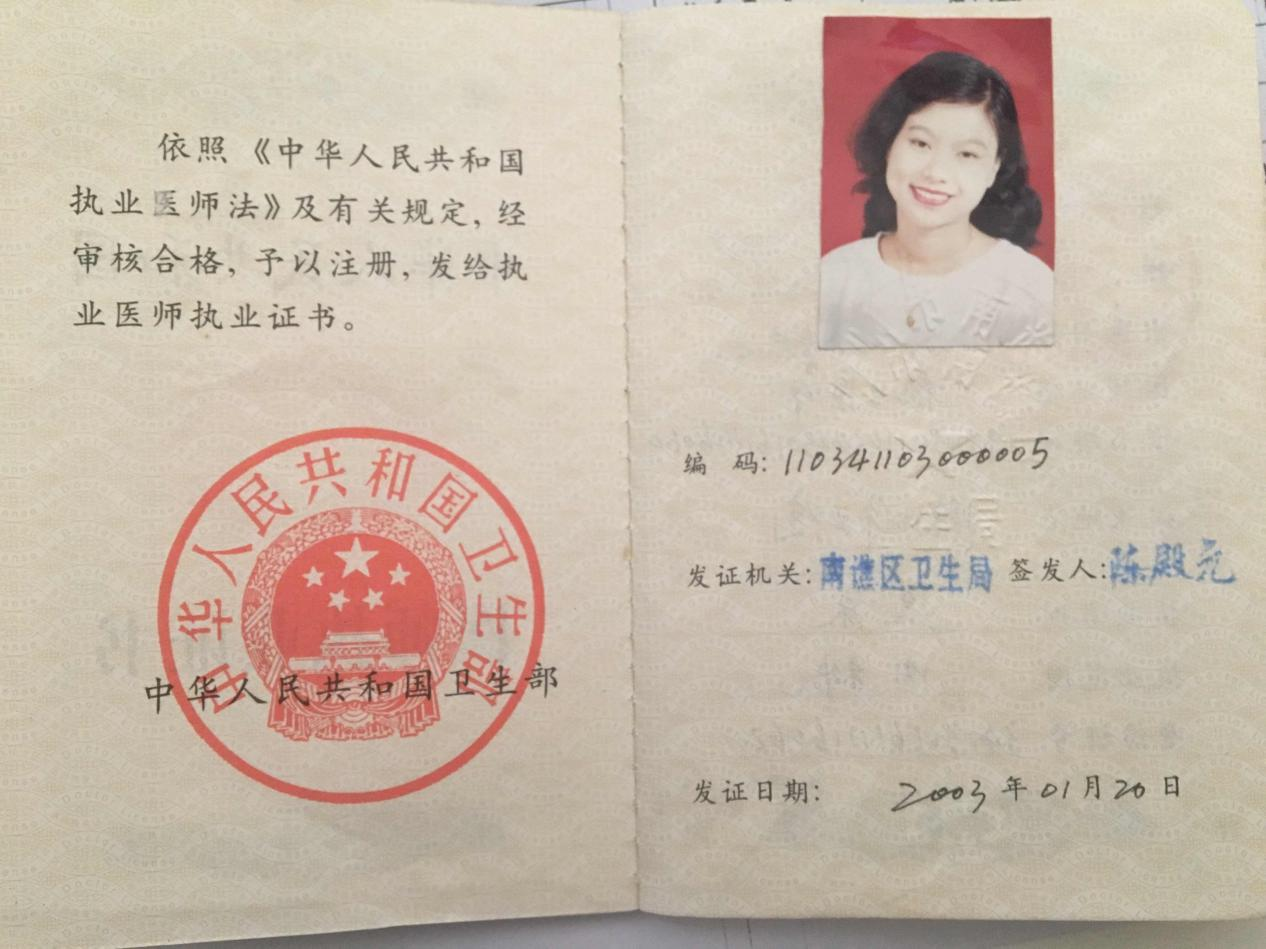 依照《中华人民共和国
执业医师法》及有关规定，经
审核合格，予以注册，发给执
业医师执业证书。
中华人民共和国卫生部
中华人民共和国卫生部
编 码：110341103000005
发证机关：南谯区卫生局 签发人：陈殿元
发证日期： 2003年01月20日